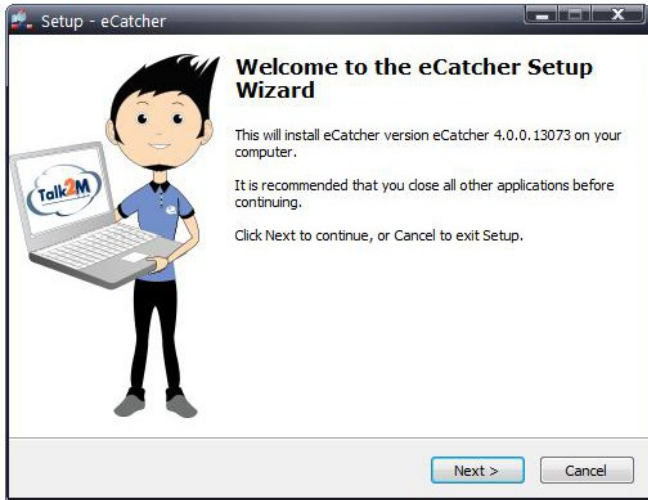 Setup - eCatcher
Welcome to the eCatcher Setup
Wizard
This will install eCatcher version eCatcher 4.0.0.13073 on your
computer.
It is recommended that you close all other applications before
continuing.
Click Next to continue, or Cancel to exit Setup.
Talk2M
Next >
Cancel